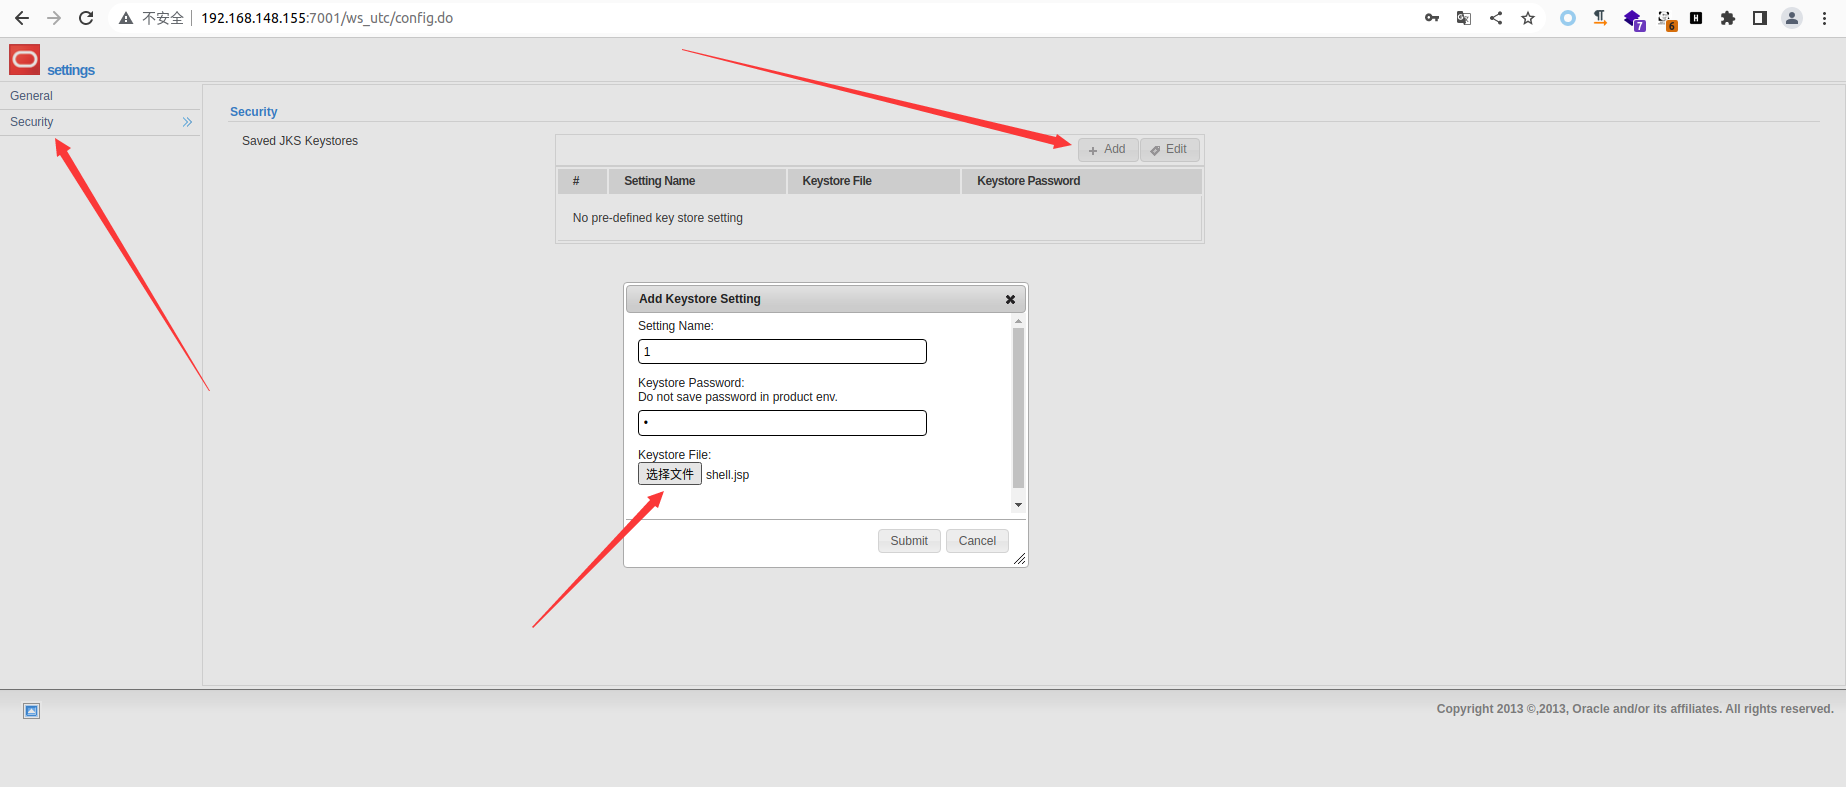 不安全 192.168.148.155:7001/ws_utc/config.do
7
6
H
settings
General
Security
Security
Saved JKS Keystores
Add Edit
# Setting Name Keystore File Keystore Password
No pre-defined key store setting
Add Keystore Setting
Setting Name:
1
Keystore Password:
Do not save password in product env.
•
Keystore File:
选择文件 shell.jsp
Submit Cancel
Copyright 2013 ©,2013, Oracle and/or its affiliates. All rights reserved.